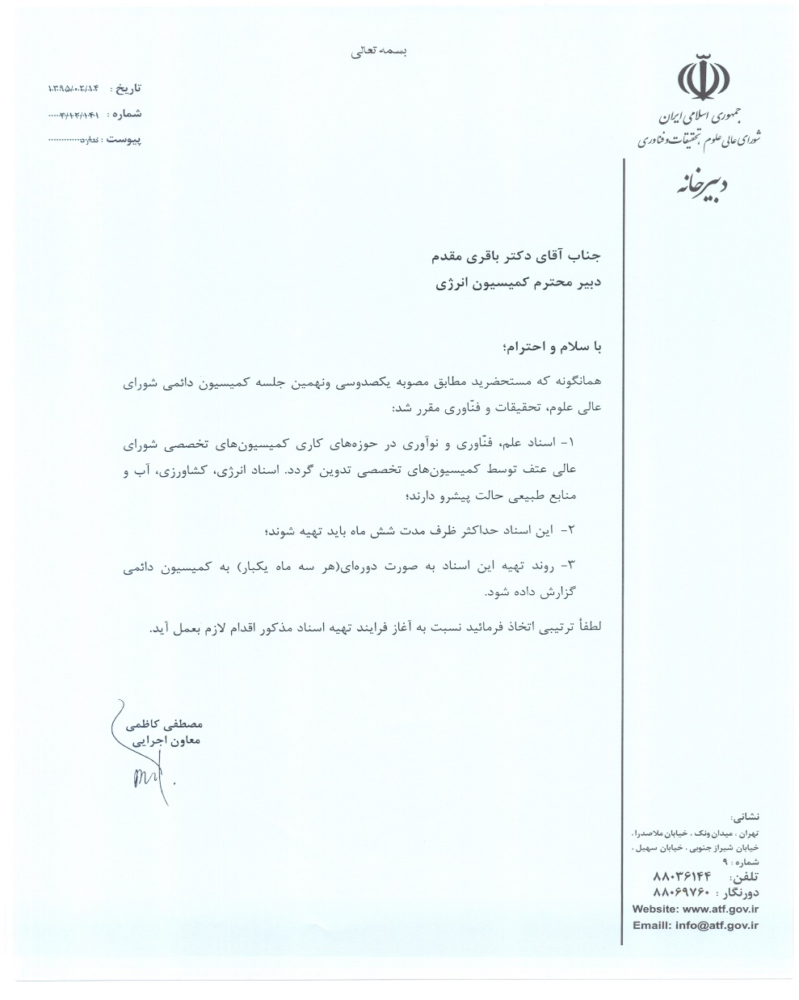 بسمه تعالی
جمهوری اسلامی ایران
شورای عالی علوم ، تحقیقات و فناوری
دبیرخانه
تاریخ : ۱۳۹۵/۰۲/۱۴
شماره : ۳/۱۲/۱۴۱
پیوست : ندارد
جناب آقای دکتر باقری مقدم
دبیر محترم کمیسیون انرژی
با سلام و احترام؛
همانگونه که مستحضرید مطابق مصوبه یکصدوسی ونهمین جلسه کمیسیون دائمی شورای
عالی علوم، تحقیقات و فنّاوری مقرر شد:
۱- اسناد علم، فنّاوری و نوآوری در حوزه‌های کاری کمیسیون‌های تخصصی شورای
عالی عتف توسط کمیسیون‌های تخصصی تدوین گردد. اسناد انرژی، کشاورزی، آب و
منابع طبیعی حالت پیشرو دارند؛
۲- این اسناد حداکثر ظرف مدت شش ماه باید تهیه شوند؛
۳- روند تهیه این اسناد به صورت دوره‌ای(هر سه ماه یکبار) به کمیسیون دائمی
گزارش داده شود.
لطفاً ترتیبی اتخاذ فرمائید نسبت به آغاز فرایند تهیه اسناد مذکور اقدام لازم بعمل آید.
مصطفی کاظمی
معاون اجرایی
نشانی:
تهران ، میدان ونک ، خیابان ملاصدرا،
خیابان شیراز جنوبی ، خیابان سهیل ،
شماره : ۹
تلفن: ۸۸۰۳۶۱۴۴
دورنگار : ۸۸۰۶۹۷۶۰
Website: www.atf.gov.ir
Emaill: info@atf.gov.ir